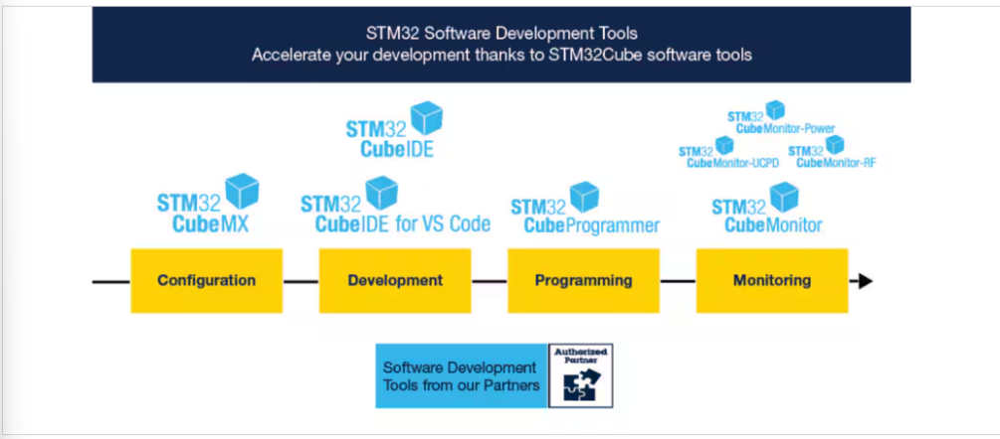 STM32 Software Development Tools
Accelerate your development thanks to STM32Cube software tools
STM32
CubeMX
STM32
CubeIDE
STM32
CubeIDE for VS Code
STM32
CubeProgrammer
STM32
CubeMonitor-Power
STM32
CubeMonitor-UCPD
STM32
CubeMonitor-RF
STM32
CubeMonitor
Configuration
Development
Programming
Monitoring
Software Development
Tools from our Partners
Authorized
Partner